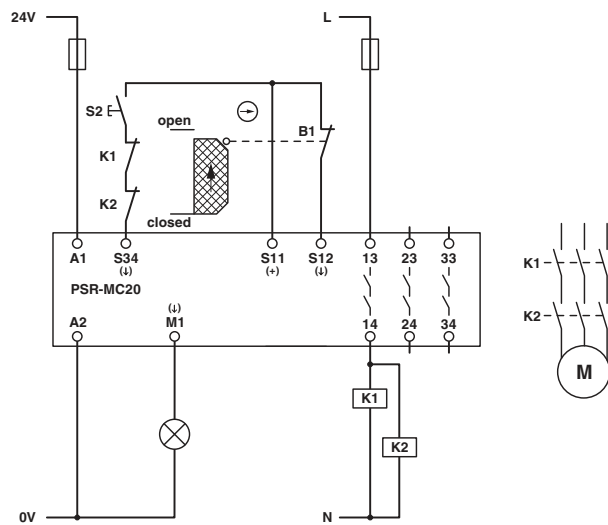 24V
L
S2
open
B1
K1
K2
closed
A1
S34
S11
S12
13
23
33
(↓)
(+)
(↓)
PSR-MC20
(↓)
A2
M1
14
24
34
K1
K2
0V
N
K1
K2
M